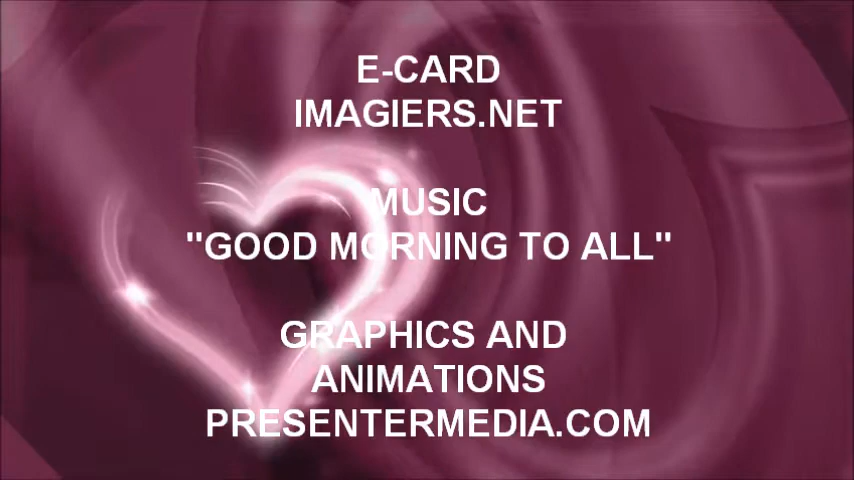 E-CARD
IMAGIERS.NET
MUSIC
"GOOD MORNING TO ALL"
GRAPHICS AND
ANIMATIONS
PRESENTERMEDIA.COM